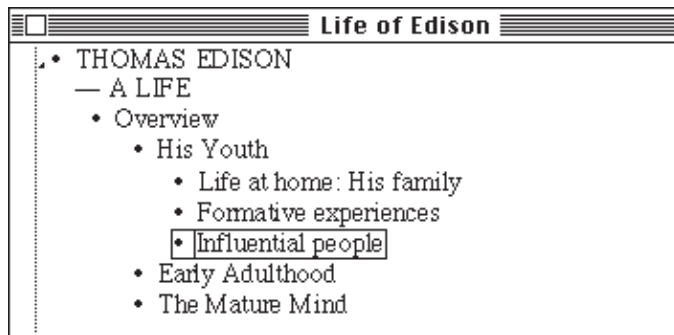 Life of Edison
• THOMAS EDISON
— A LIFE
• Overview
• His Youth
• Life at home: His family
• Formative experiences
• Influential people
• Early Adulthood
• The Mature Mind